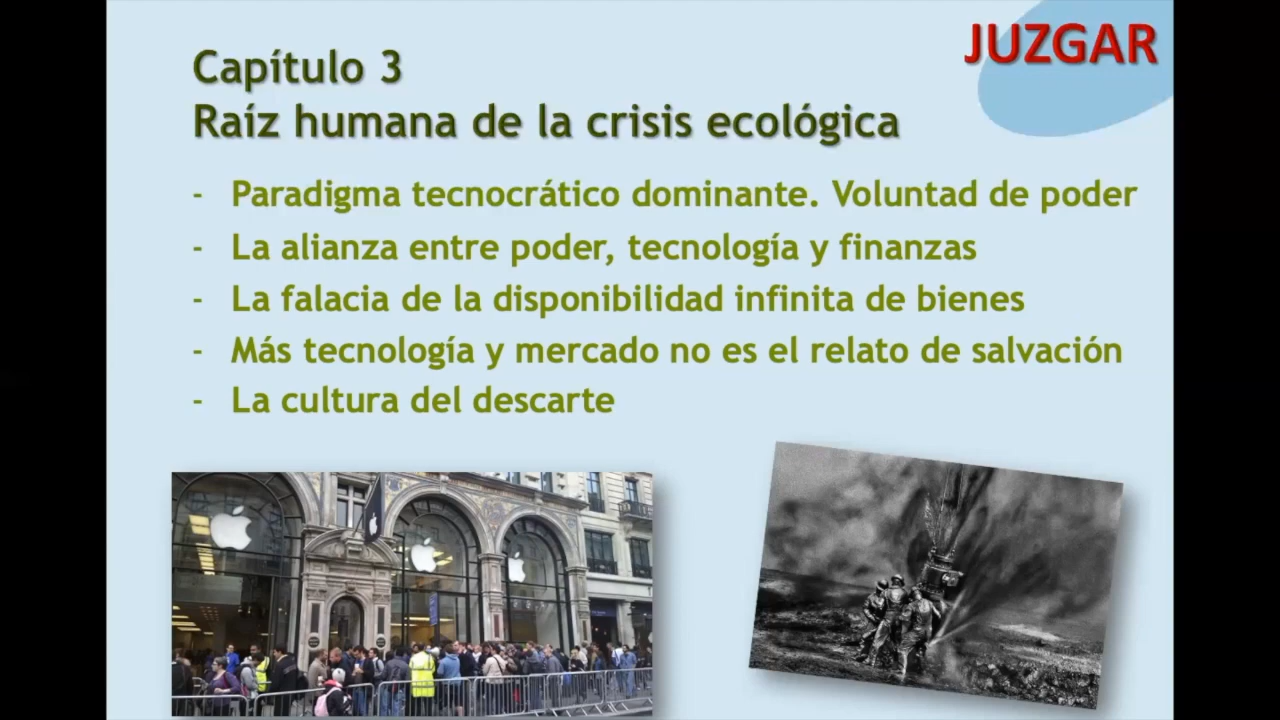 JUZGAR
Capítulo 3
Raíz humana de la crisis ecológica
- Paradigma tecnocrático dominante. Voluntad de poder
- La alianza entre poder, tecnología y finanzas
- La falacia de la disponibilidad infinita de bienes
- Más tecnología y mercado no es el relato de salvación
- La cultura del descarte